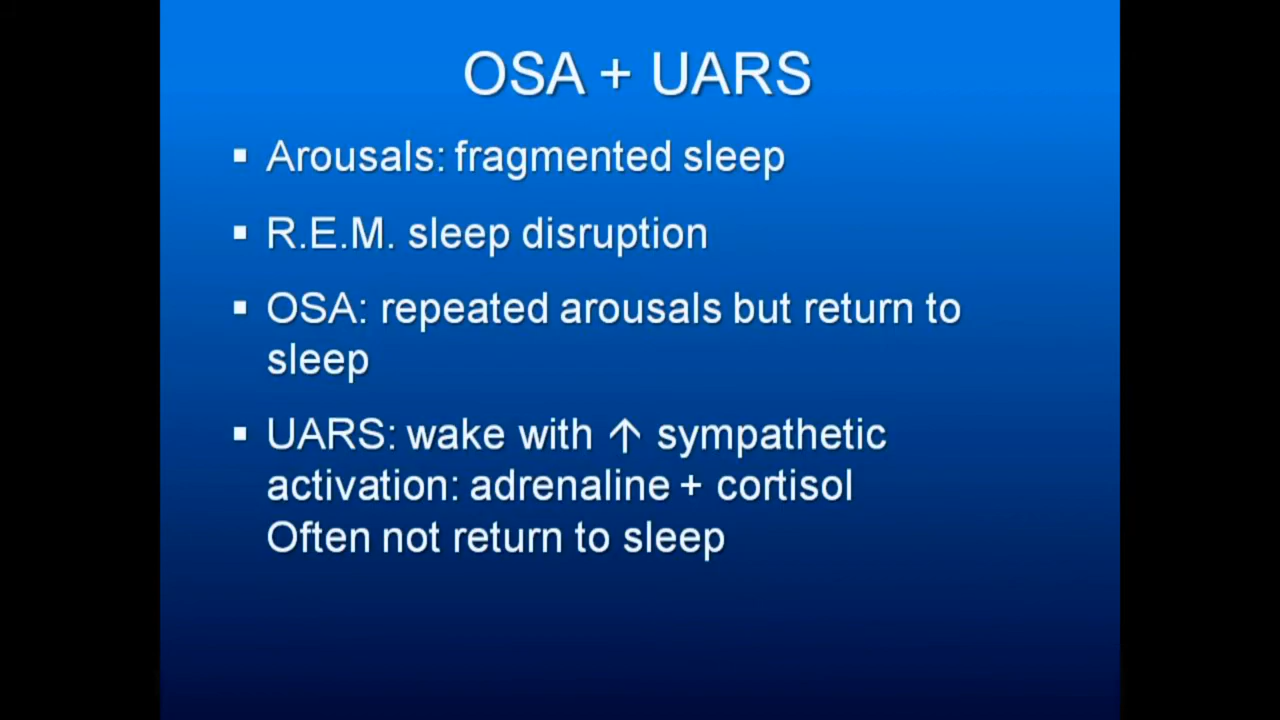 OSA + UARS
▪ Arousals: fragmented sleep
▪ R.E.M. sleep disruption
▪ OSA: repeated arousals but return to
sleep
▪ UARS: wake with ↑ sympathetic
activation: adrenaline + cortisol
Often not return to sleep